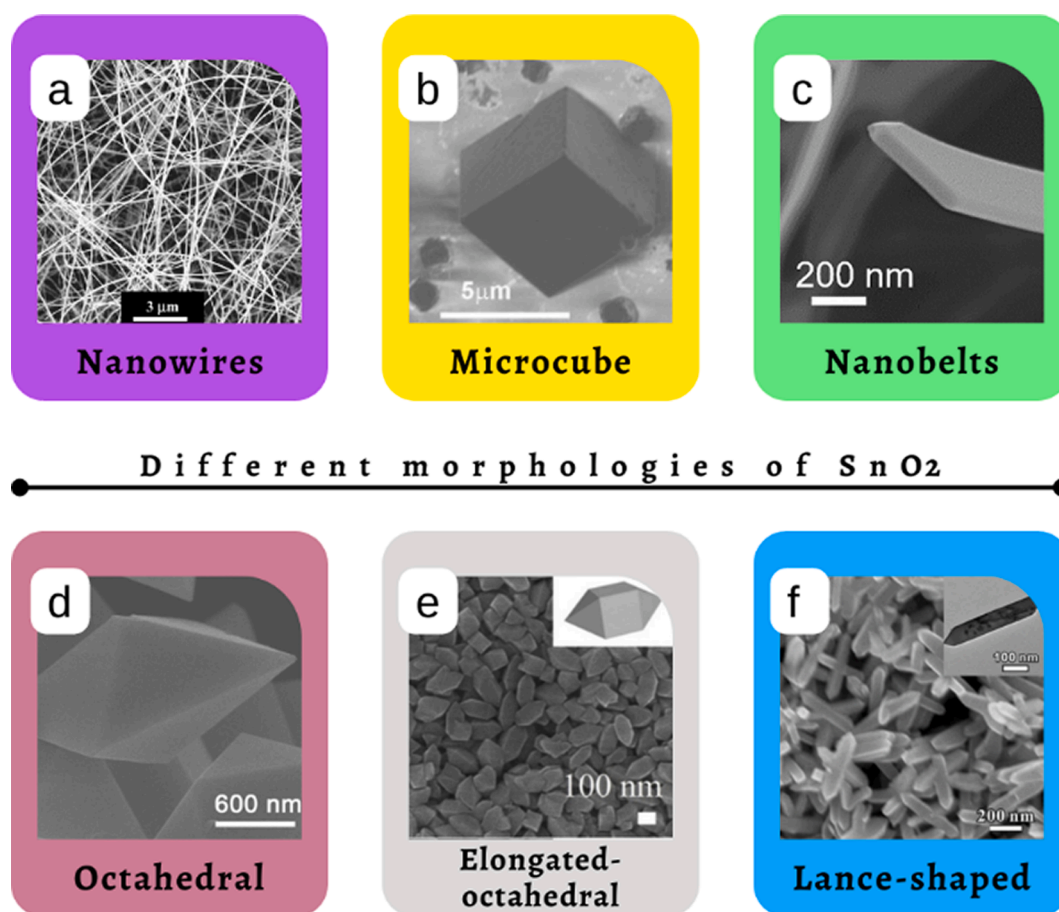 a
b
c
3 μm
5μm
200 nm
Nanowires
Microcube
Nanobelts
Different morphologies of SnO2
d
e
f
100 nm
600 nm
100 nm
200 nm
Octahedral
Elongated-
octahedral
Lance-shaped